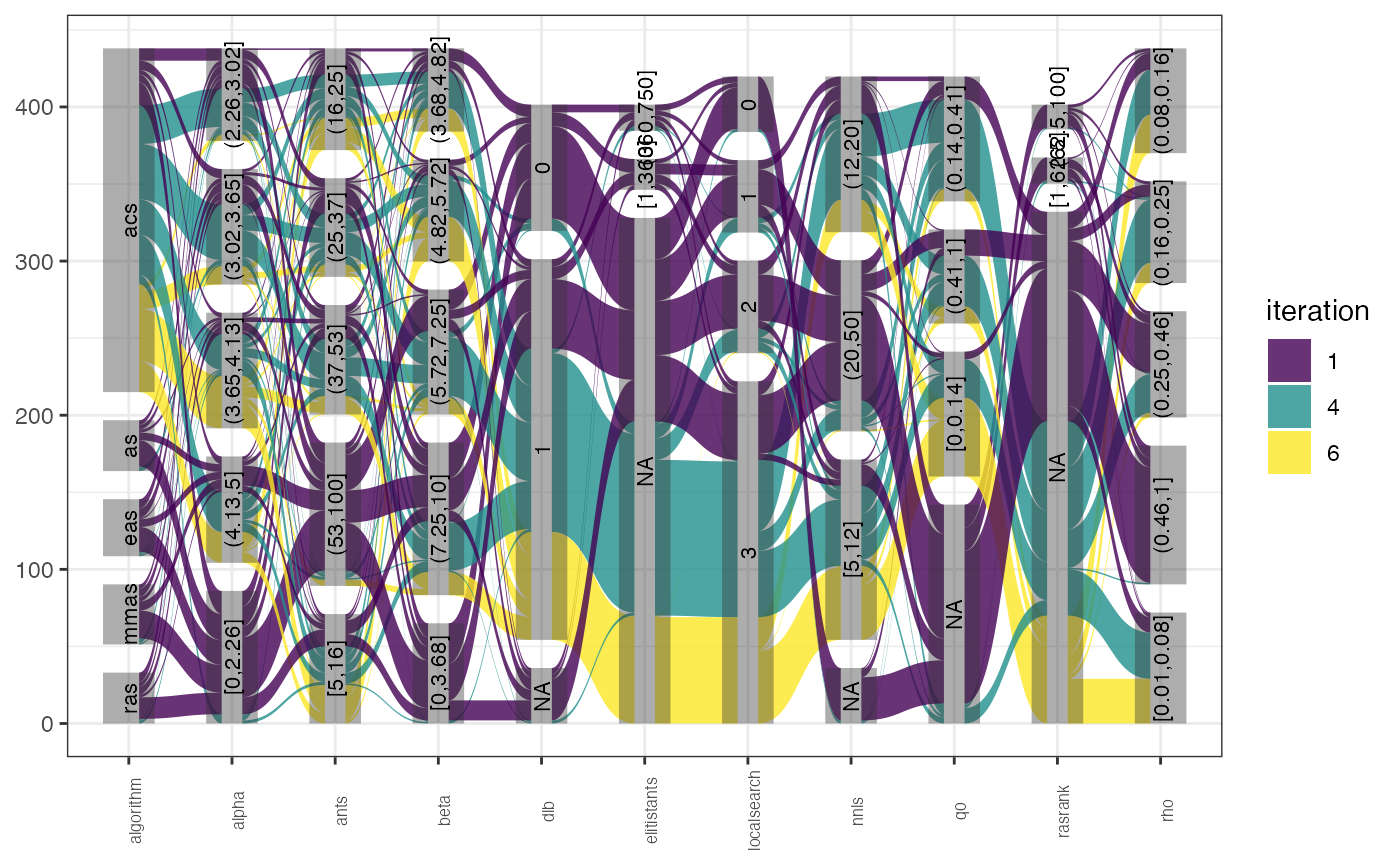 400
300
200
100
0
acs
as
eas
mmas
ras
(2.26,3.02]
(3.02,3.65]
(3.65,4.13]
(4.13,5]
[0,2.26]
(16,25]
(25,37]
(37,53]
(53,100]
[5,16]
(3.68,4.82]
(4.82,5.72]
(5.72,7.25]
(7.25,10]
[0,3.68]
0
1
NA
[1,360]
NA
0
1
2
3
(12,20]
(20,50]
[5,12]
NA
(0.14,0.41]
(0.41,1]
[0,0.14]
NA
NA
(0.08,0.16]
(0.16,0.25]
(0.25,0.46]
(0.46,1]
[0.01,0.08]
algorithm
alpha
ants
beta
dlb
elitistants
localsearch
nnls
qo
rasrank
rho
iteration
1
4
6